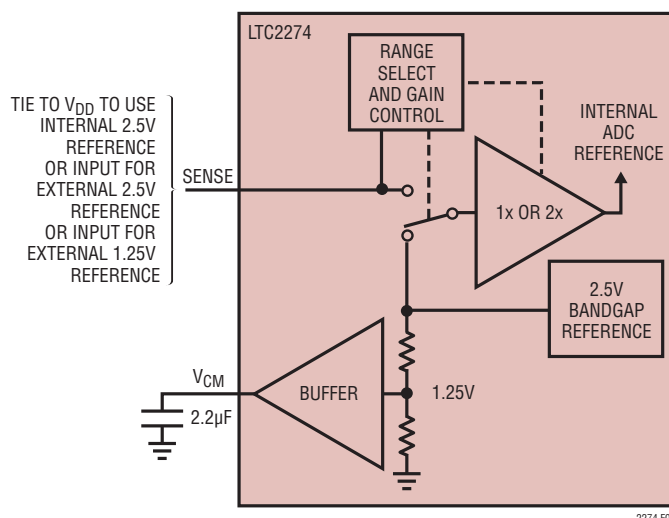 LTC2274
RANGE
SELECT
AND GAIN
CONTROL
TIE TO VDD TO USE
INTERNAL 2.5V
REFERENCE
OR INPUT FOR
EXTERNAL 2.5V
REFERENCE
OR INPUT FOR
EXTERNAL 1.25V
REFERENCE
SENSE
INTERNAL
ADC
REFERENCE
1x OR 2x
2.5V
BANDGAP
REFERENCE
VCM
BUFFER
1.25V
2.2µF